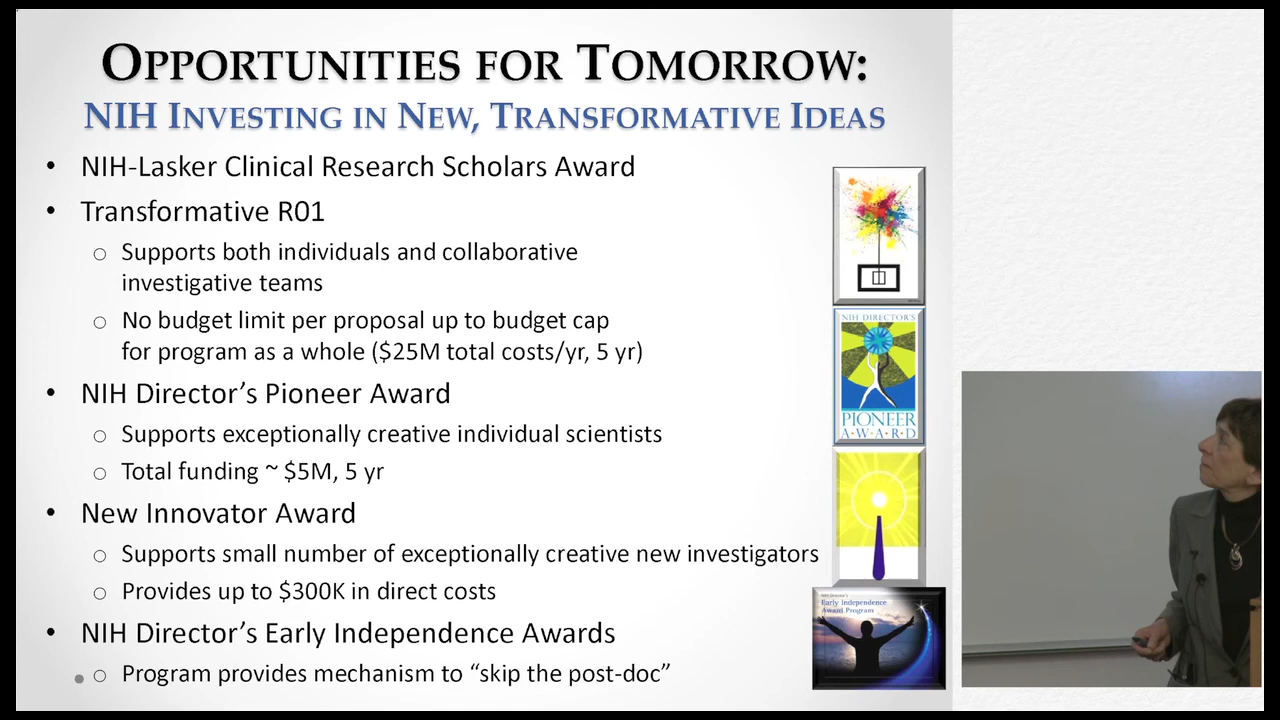 OPPORTUNITIES FOR TOMORROW:
NIH INVESTING IN NEW, TRANSFORMATIVE IDEAS
• NIH-Lasker Clinical Research Scholars Award
• Transformative R01
○ Supports both individuals and collaborative
investigative teams
○ No budget limit per proposal up to budget cap
for program as a whole ($25M total costs/yr, 5 yr)
• NIH Director’s Pioneer Award
○ Supports exceptionally creative individual scientists
○ Total funding ~ $5M, 5 yr
• New Innovator Award
○ Supports small number of exceptionally creative new investigators
○ Provides up to $300K in direct costs
• NIH Director’s Early Independence Awards
○ Program provides mechanism to “skip the post-doc”
NIH DIRECTOR'S
PIONEER
A•W•A•R•D
NIH Director's
Early Independence
Award Program